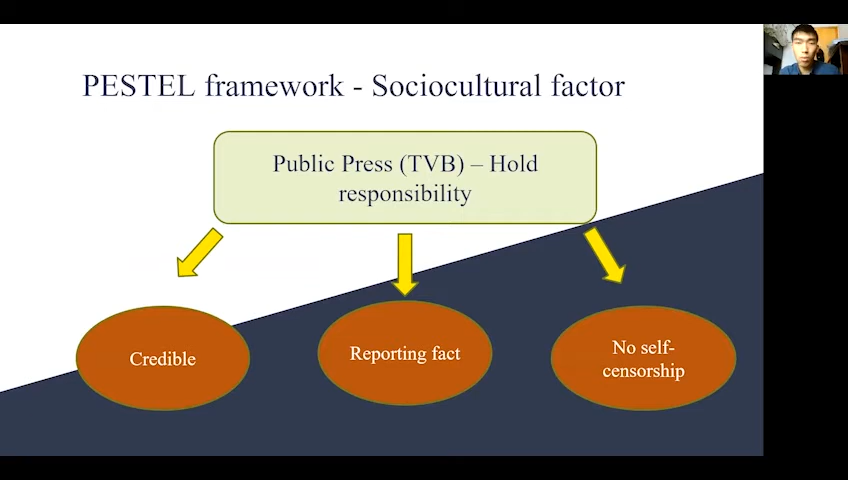 PESTEL framework - Sociocultural factor
Public Press (TVB) – Hold
responsibility
Credible
Reporting fact
No self-
censorship